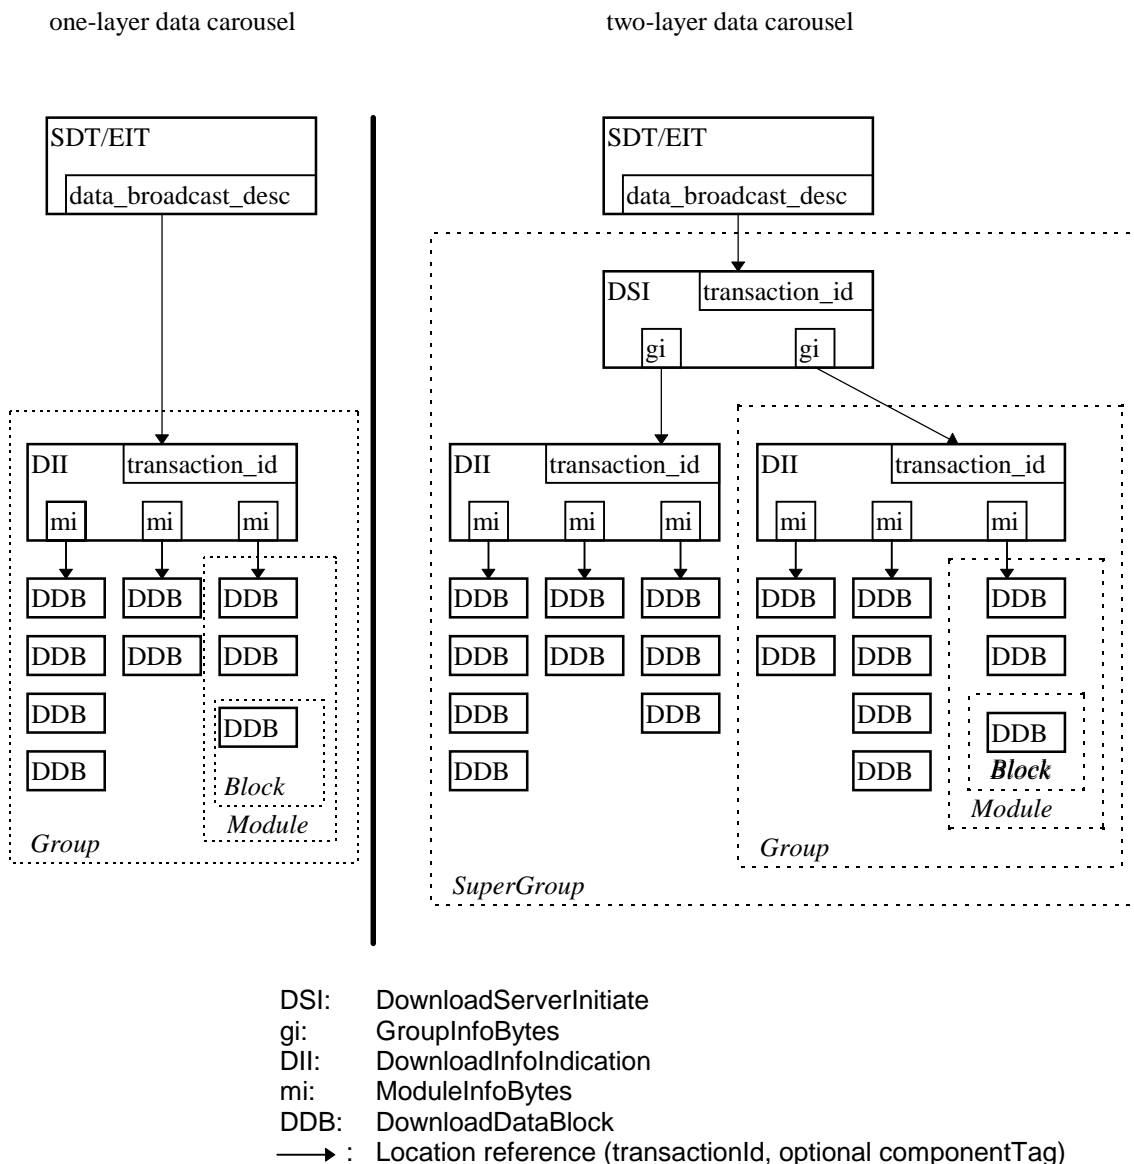 one-layer data carousel
two-layer data carousel
SDT/EIT
data_broadcast_desc
DII transaction_id
mi mi mi
DDB DDB DDB
DDB DDB DDB
DDB DDB
DDB
Block
Module
Group
SDT/EIT
data_broadcast_desc
DSI transaction_id
gi gi
DII transaction_id
mi mi mi
DDB DDB DDB
DDB DDB DDB
DDB DDB
DDB
DII transaction_id
mi mi mi
DDB DDB DDB
DDB DDB DDB
DDB DDB
DDB
Block
Module
Group
SuperGroup
DSI: DownloadServerInitiate
gi: GroupInfoBytes
DII: DownloadInfoIndication
mi: ModuleInfoBytes
DDB: DownloadDataBlock
: Location reference (transactionId, optional componentTag)